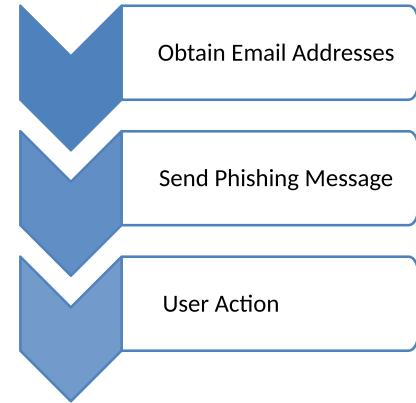 Obtain Email Addresses
Send Phishing Message
User Action